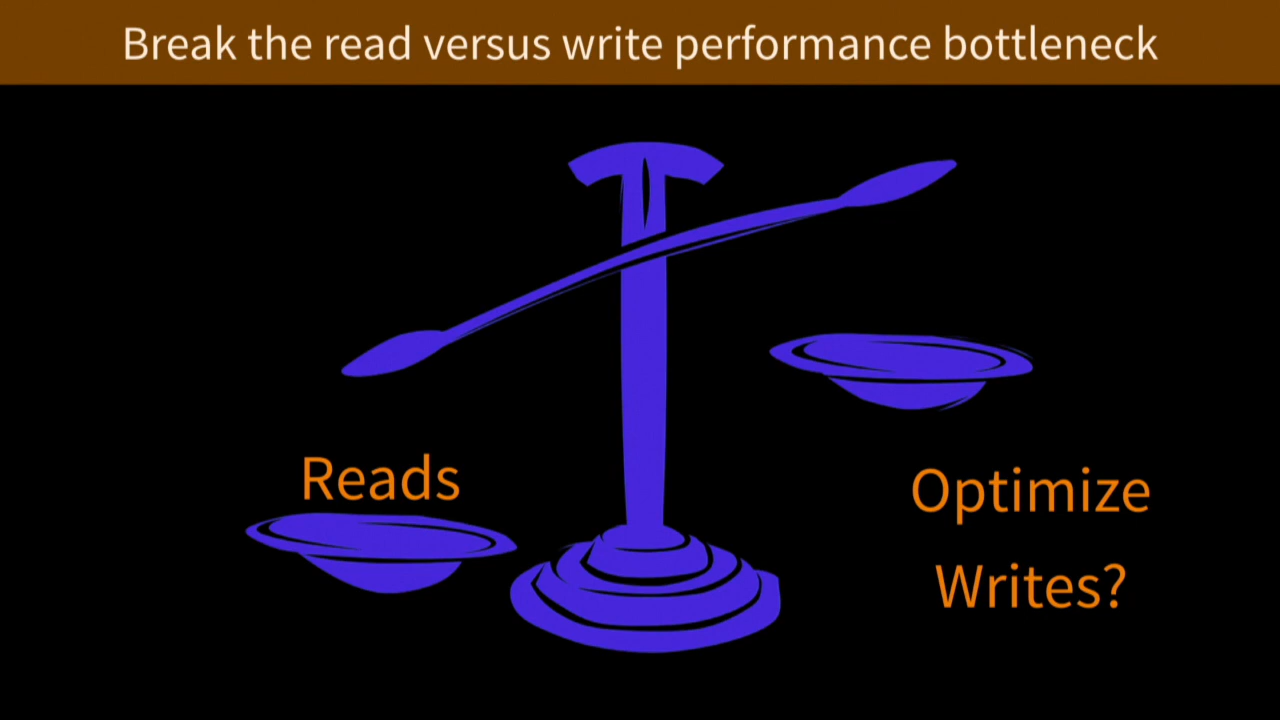 Break the read versus write performance bottleneck
Reads
Optimize
Writes?